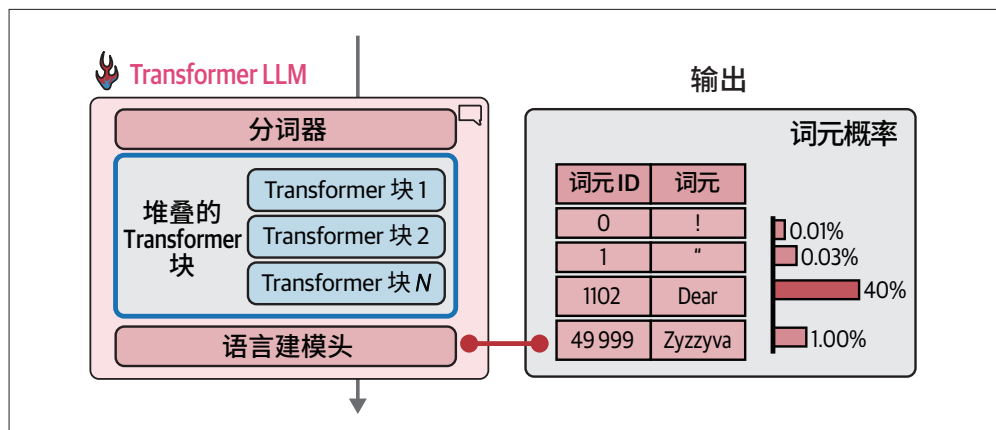 Transformer LLM
分词器
堆叠的
Transformer
块
Transformer 块 1
Transformer 块 2
Transformer 块 N
语言建模头
输出
词元概率
词元 ID 词元
0 !
1 “
1102 Dear
49 999 Zyzzyva
0.01%
0.03%
40%
1.00%